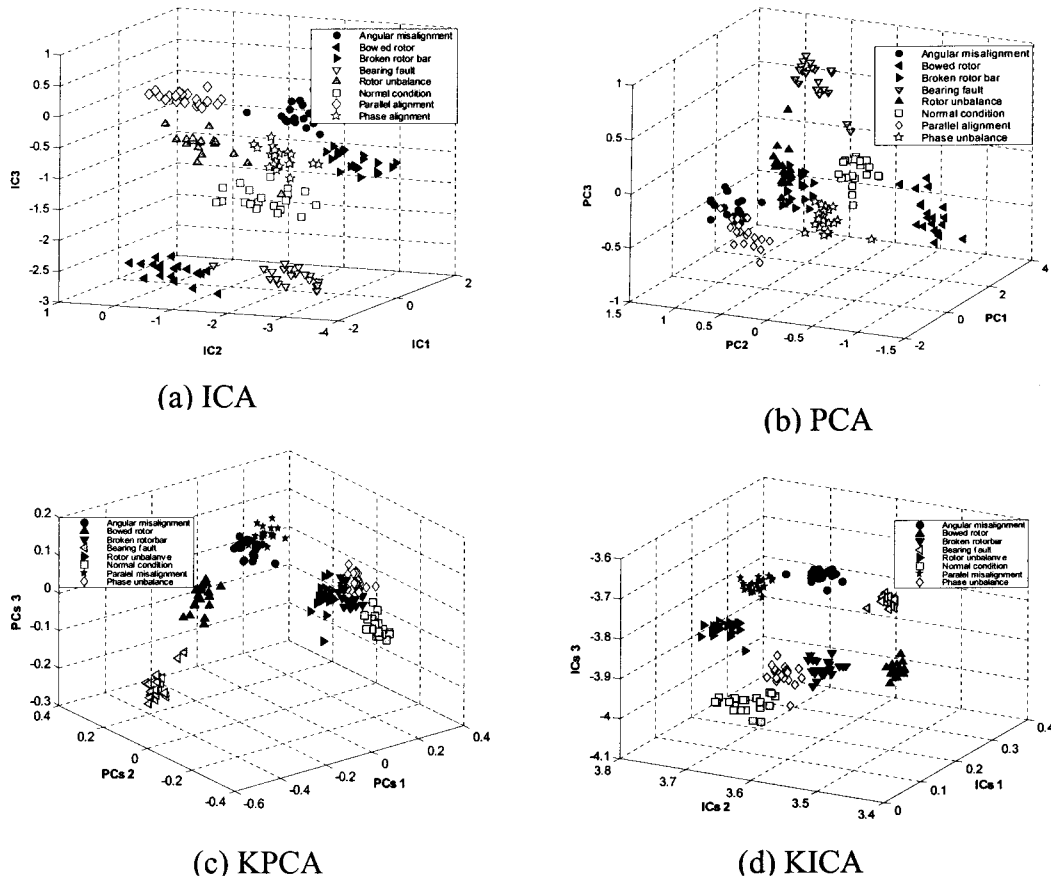 Angular misalignment
Bowed rotor
Broken rotor bar
Bearing fault
Rotor unbalance
Normal condition
Parallel alignment
Phase alignment
1
0.5
0
-0.5
-1
-1.5
-2
-2.5
-3
IC3
1
0
-1
-2
-3
-4
IC2
-2
0
2
IC1
(a) ICA
Angular misalignment
Bowed rotor
Broken rotor bar
Bearing fault
Rotor unbalance
Normal condition
Parallel alignment
Phase unbalance
1
0.5
0
-0.5
-1
PC3
1.5
1
0.5
0
-0.5
-1
-1.5
PC2
-2
0
2
4
PC1
(b) PCA
Angular misalignment
Bowed rotor
Broken rotorbar
Bearing fault
Rotor unbalanve
Normal condition
Paralel misalignment
Phase unbalance
0.2
0.1
0
-0.1
-0.2
-0.3
PCs 3
0.4
0.2
0
-0.2
-0.4
PCs 2
-0.6
-0.4
-0.2
0
0.2
0.4
PCs 1
(c) KPCA
Angular misalignment
Bowed rotor
Broken rotorbar
Bearing fault
Rotor unbalance
Normal condition
Paralel misalignment
Phase unbalance
-3.6
-3.7
-3.8
-3.9
-4
-4.1
ICs 3
3.8
3.7
3.6
3.5
3.4
ICs 2
0
0.1
0.2
0.3
0.4
ICs 1
(d) KICA